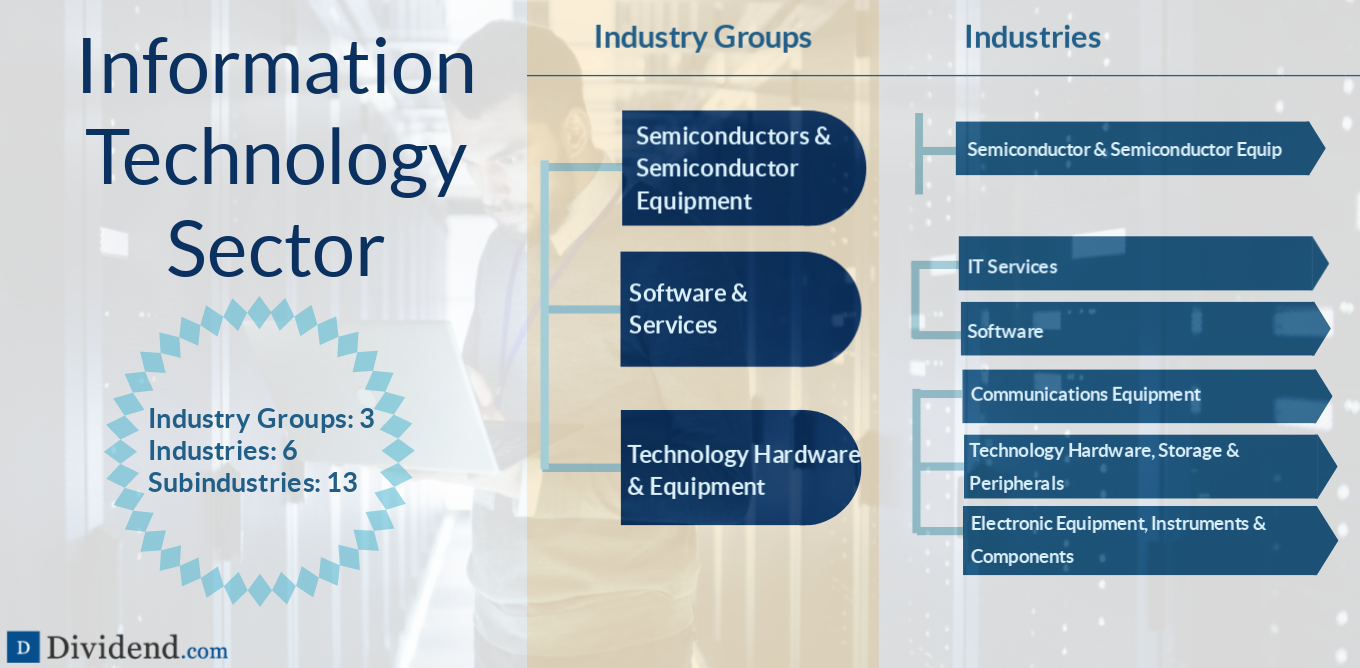 Information
Technology
Sector
Industry Groups: 3
Industries: 6
Subindustries: 13
D Dividend.com
Industry Groups
Semiconductors &
Semiconductor
Equipment
Software &
Services
Technology Hardware
& Equipment
Industries
Semiconductor & Semiconductor Equip
IT Services
Software
Communications Equipment
Technology Hardware, Storage &
Peripherals
Electronic Equipment, Instruments &
Components